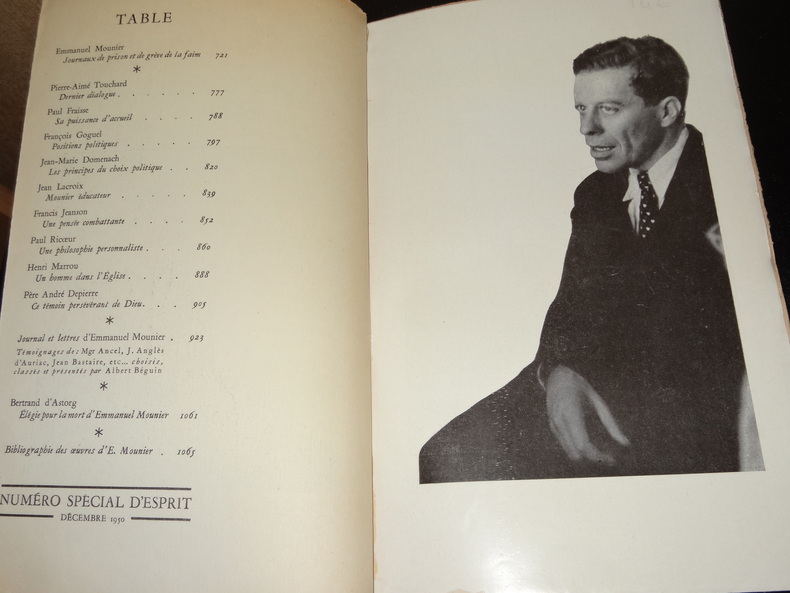 TABLE
Emmanuel Mounier
Journaux de prison et de grève de la faim 721
*
Pierre-Aimé Touchard
Dernier dialogue . . . . . . 777
Paul Fraisse
Sa puissance d'accueil . . . . 788
François Goguel
Positions politiques . . . . . 797
Jean-Marie Domenach
Les principes du choix politique . . 820
Jean Lacroix
Mounier éducateur . . . . . 839
Francis Jeanson
Une pensée combattante . . . . 852
Paul Ricœur
Une philosophie personnaliste . . . 860
Henri Marrou
Un homme dans l'Église . . . . 888
Père André Depierre
Ce témoin persévérant de Dieu. . . 905
*
Journal et lettres d'Emmanuel Mounier . 923
Témoignages de : Mgr Ancel, J. Anglès
d'Auriac, Jean Bastaire, etc... choisis,
classés et présentés par Albert Béguin
*
Bertrand d'Astorg
Élégie pour la mort d'Emmanuel Mounier 1061
*
Bibliographie des œuvres d'E. Mounier . 1065
NUMÉRO SPÉCIAL D'ESPRIT
DÉCEMBRE 1950